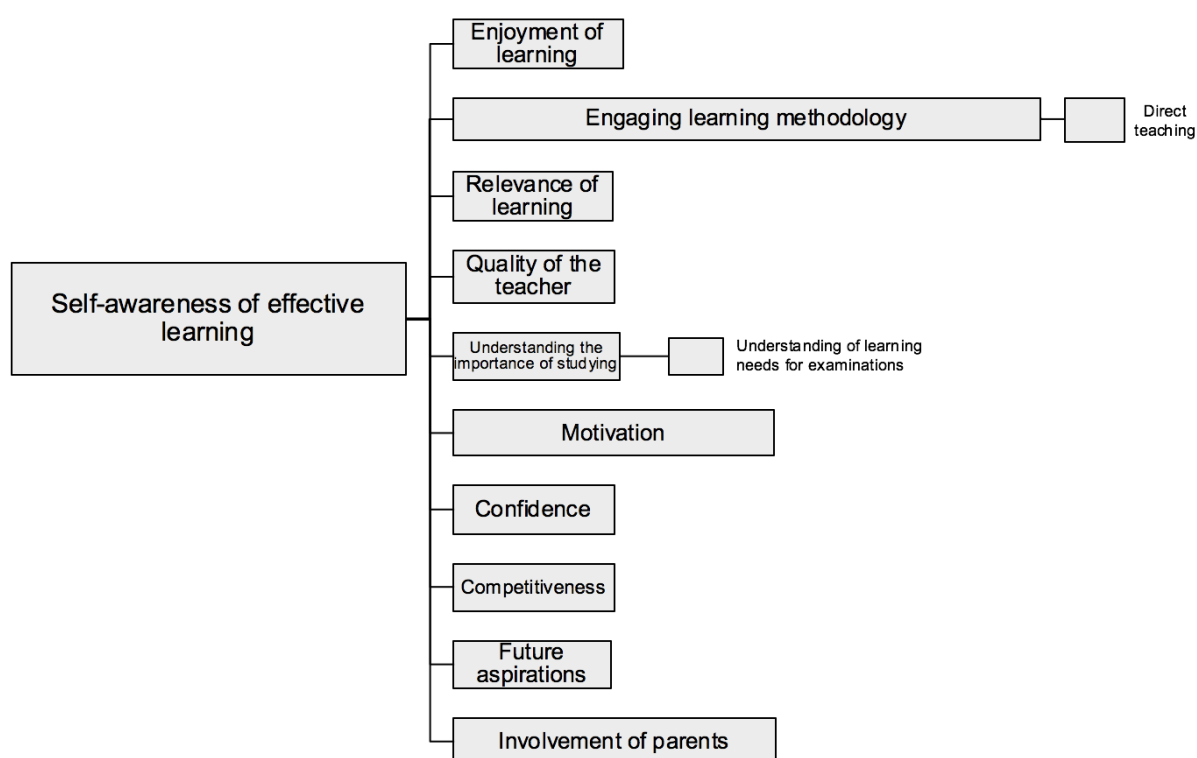 Enjoyment of
learning
Engaging learning methodology
Direct
teaching
Relevance of
learning
Quality of the
teacher
Self-awareness of effective
learning
Understanding the
importance of studying
Understanding of learning
needs for examinations
Motivation
Confidence
Competitiveness
Future
aspirations
Involvement of parents